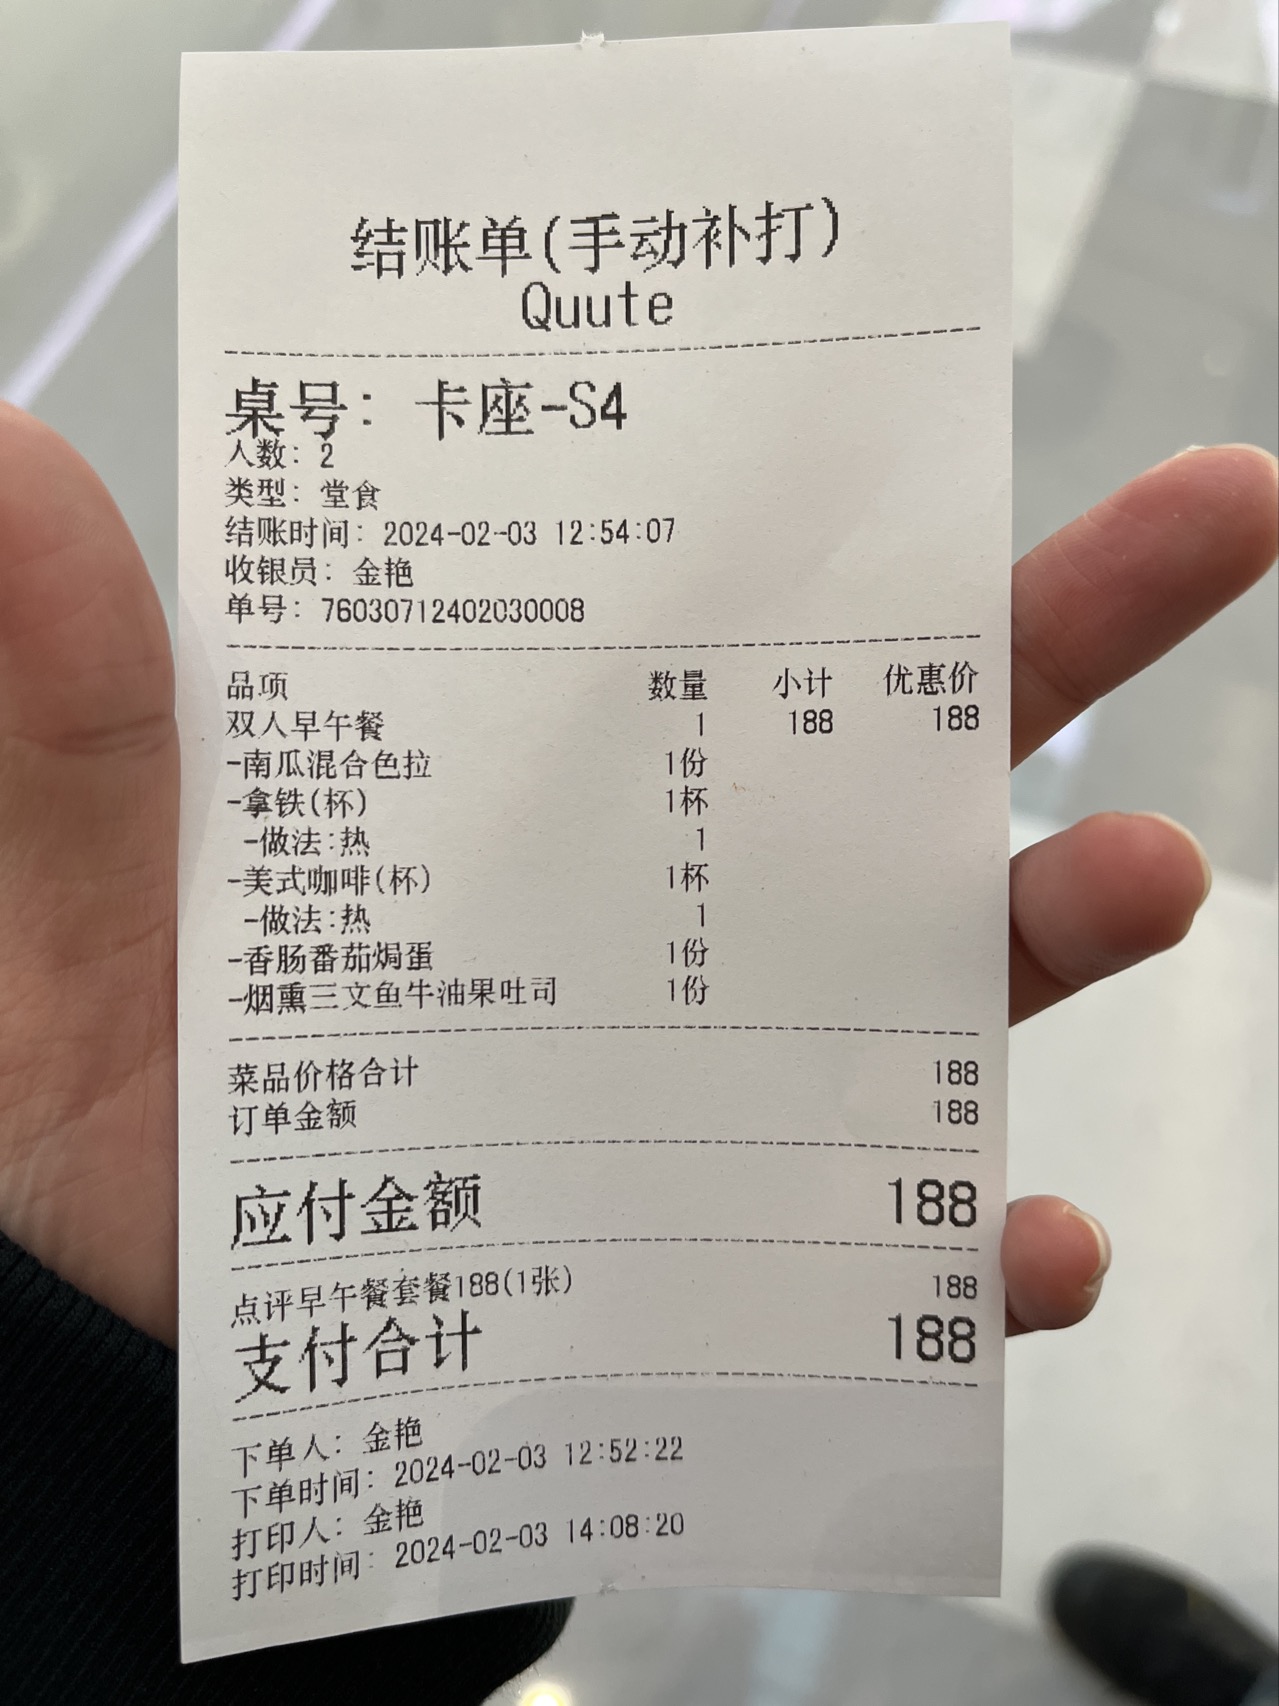 结账单(手动补打)
Quute
桌号: 卡座-S4
人数: 2
类型: 堂食
结账时间: 2024-02-03 12:54:07
收银员: 金艳
单号: 76030712402030008
品项 数量 小计 优惠价
双人早午餐 1 188 188
-南瓜混合色拉 1份
-拿铁(杯) 1杯
-做法:热 1
-美式咖啡(杯) 1杯
-做法:热 1
-香肠番茄焗蛋 1份
-烟熏三文鱼牛油果吐司 1份
菜品价格合计 188
订单金额 188
应付金额 188
点评早午餐套餐188(1张) 188
支付合计 188
下单人: 金艳
下单时间: 2024-02-03 12:52:22
打印人: 金艳
打印时间: 2024-02-03 14:08:20